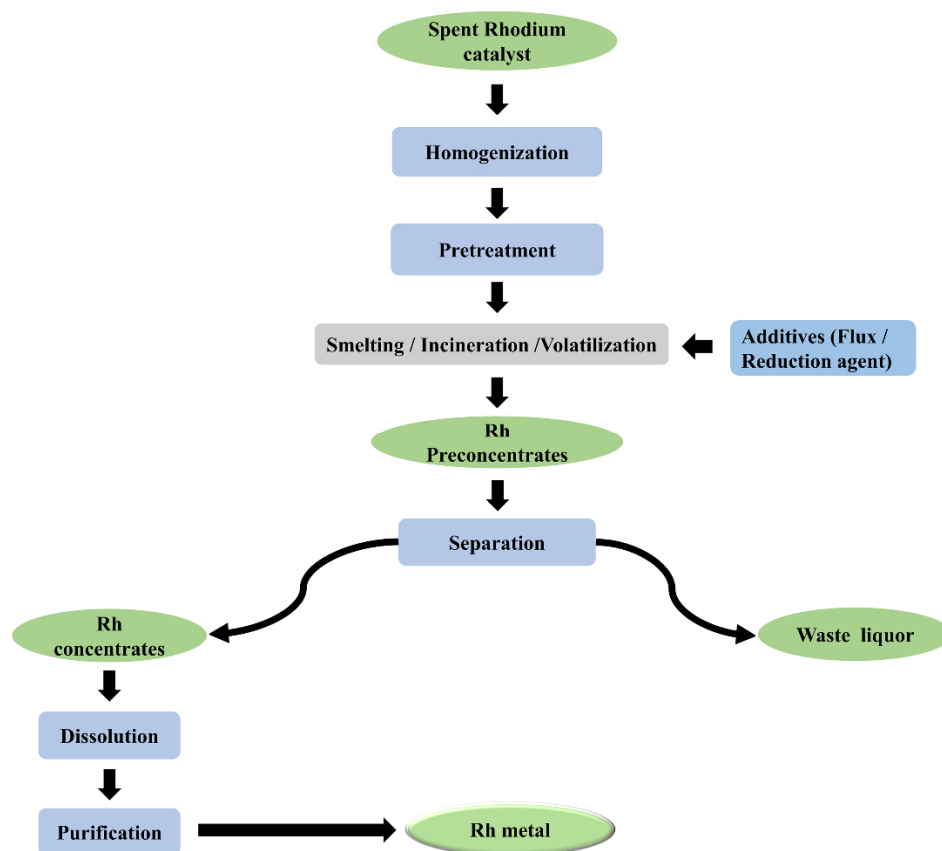 Spent Rhodium
catalyst
Homogenization
Pretreatment
Smelting / Incineration /Volatilization
Additives (Flux /
Reduction agent)
Rh
Preconcentrates
Separation
Rh
concentrates
Waste liquor
Dissolution
Purification
Rh metal